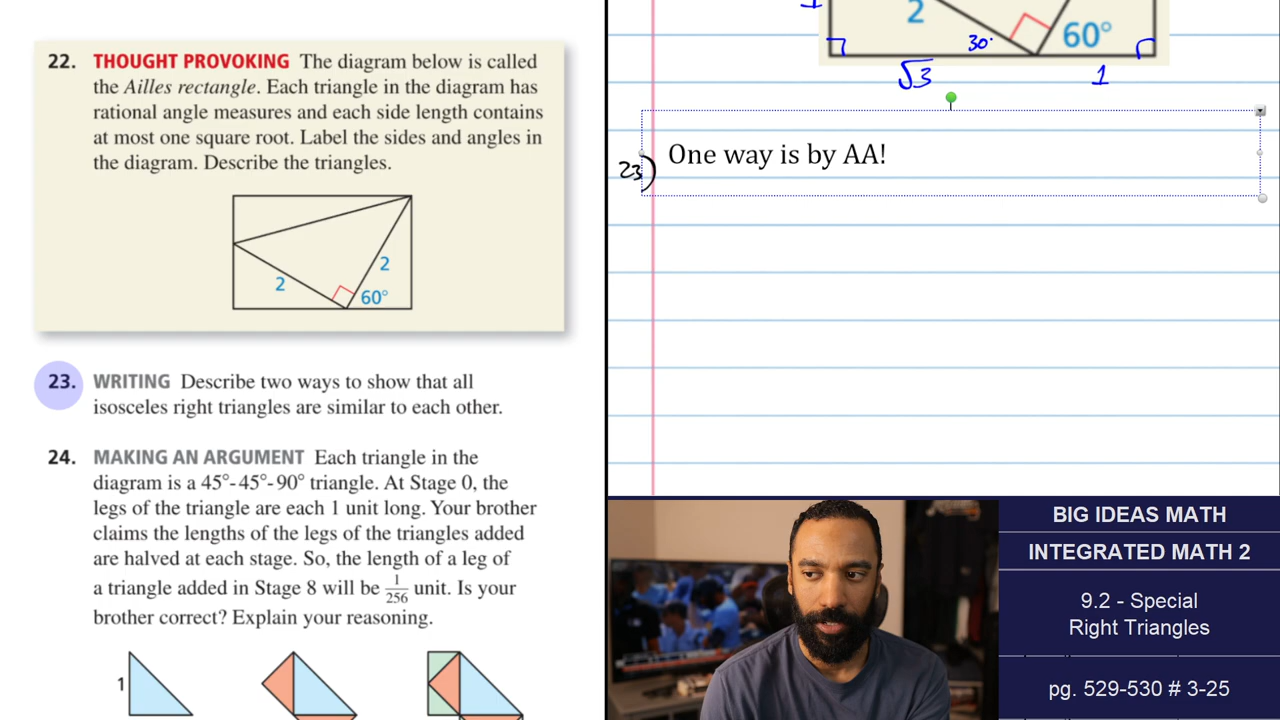 22. THOUGHT PROVOKING The diagram below is called
the Ailles rectangle. Each triangle in the diagram has
rational angle measures and each side length contains
at most one square root. Label the sides and angles in
the diagram. Describe the triangles.
2
2
60°
23. WRITING Describe two ways to show that all
isosceles right triangles are similar to each other.
24. MAKING AN ARGUMENT Each triangle in the
diagram is a 45°-45°-90° triangle. At Stage 0, the
legs of the triangle are each 1 unit long. Your brother
claims the lengths of the legs of the triangles added
are halved at each stage. So, the length of a leg of
a triangle added in Stage 8 will be 1/256 unit. Is your
brother correct? Explain your reasoning.
1
2
30°
60°
√3
1
23) One way is by AA!
BIG IDEAS MATH
INTEGRATED MATH 2
9.2 - Special
Right Triangles
pg. 529-530 # 3-25